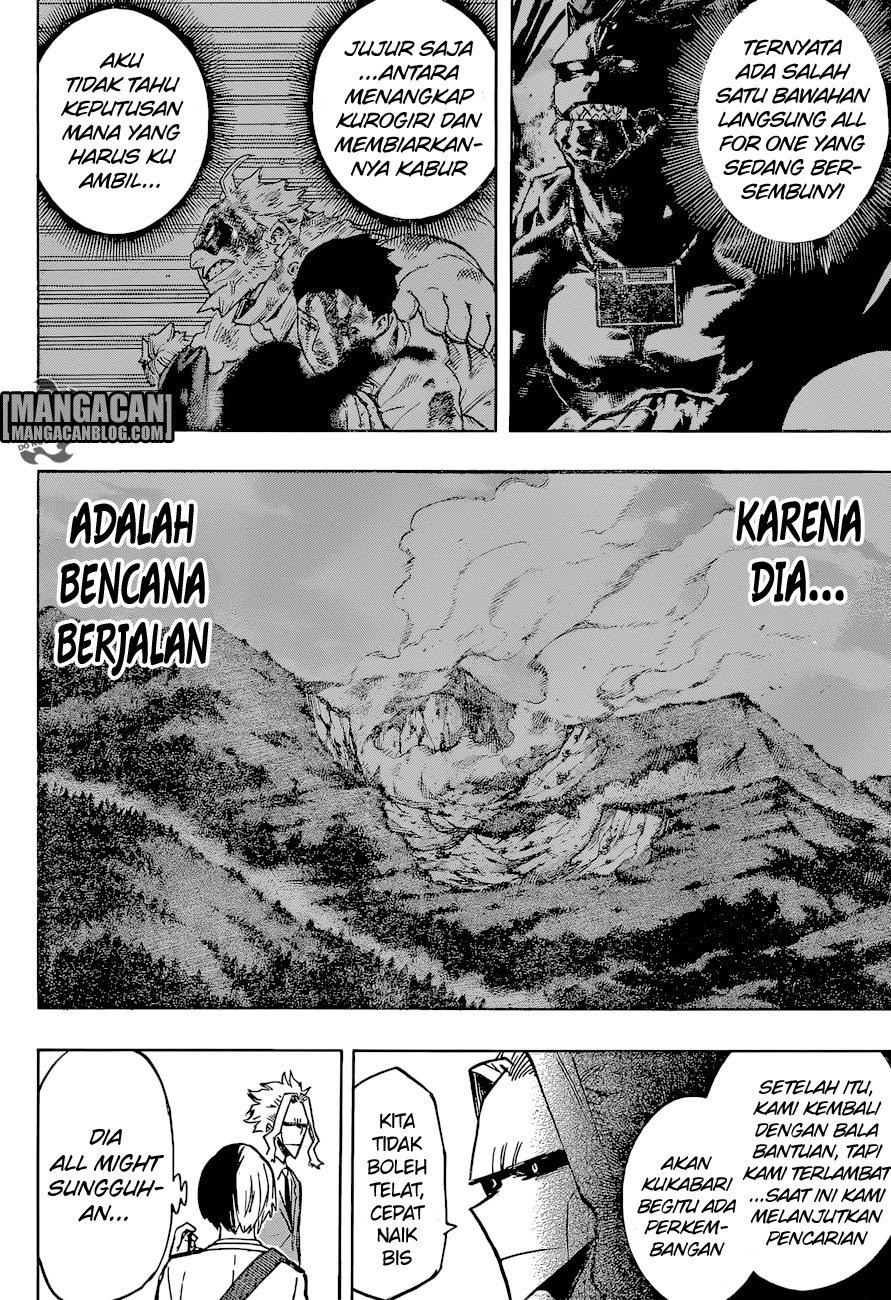 TERNYATA
ADA SALAH
SATU BAWAHAN
LANGSUNG ALL
FOR ONE YANG
SEDANG BER-
SEMBUNYI
JUJUR SAJA
...ANTARA
MENANGKAP
KUROGIRI DAN
MEMBIARKAN-
NYA KABUR
AKU
TIDAK TAHU
KEPUTUSAN
MANA YANG
HARUS KU
AMBIL...
MANGACAN
MANGACANBLOG.COM
DO NO
KARENA
DIA...
ADALAH
BENCANA
BERJALAN
SETELAH ITU,
KAMI KEMBALI
DENGAN BALA
BANTUAN, TAPI
KAMI TERLAMBAT
...SAAT INI KAMI
MELANJUTKAN
PENCARIAN
AKAN
KUKABARI
BEGITU ADA
PERKEM-
BANGAN
KITA
TIDAK
BOLEH
TELAT,
CEPAT
NAIK
BIS
DIA
ALL MIGHT
SUNGGUH-
AN...